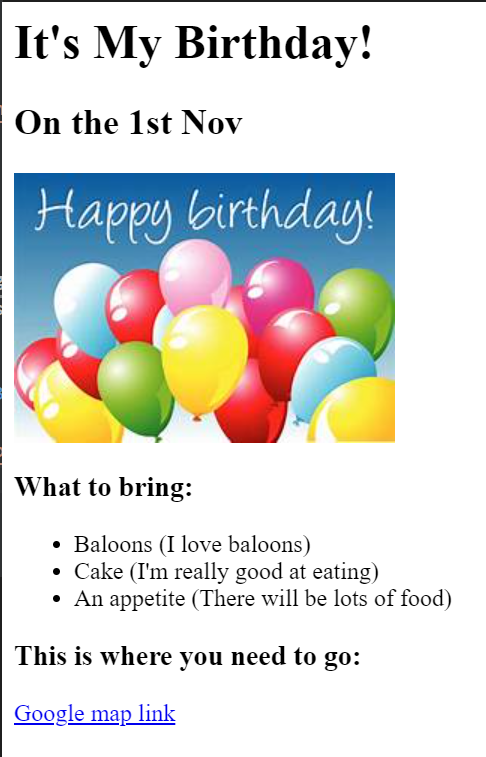 It's My Birthday!
On the 1st Nov
Happy birthday!
What to bring:
• Baloons (I love baloons)
• Cake (I'm really good at eating)
• An appetite (There will be lots of food)
This is where you need to go:
Google map link